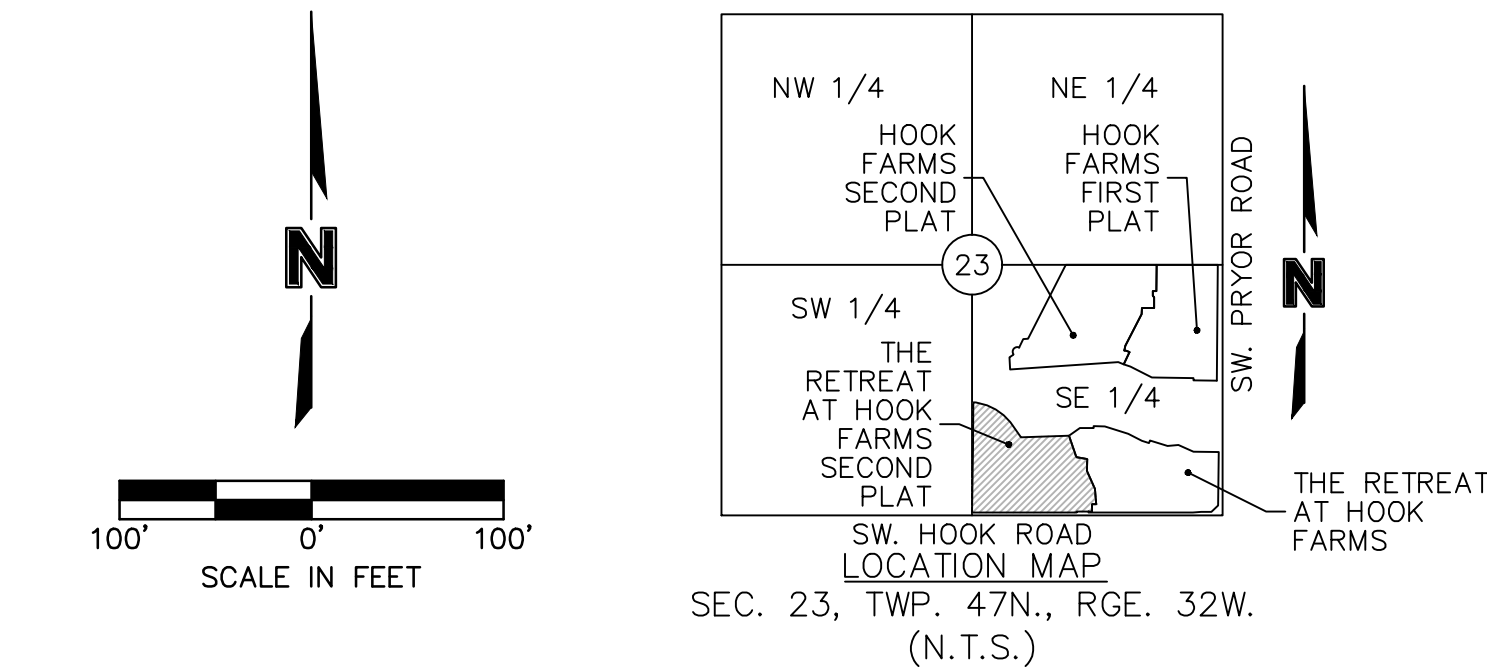 N
100' 0' 100'
SCALE IN FEET
NW 1/4
NE 1/4
HOOK
FARMS
SECOND
PLAT
HOOK
FARMS
FIRST
PLAT
SW. PRYOR ROAD
N
23
SW 1/4
THE
RETREAT
AT HOOK
FARMS
SECOND
PLAT
SE 1/4
THE RETREAT
AT HOOK
FARMS
SW. HOOK ROAD
LOCATION MAP
SEC. 23, TWP. 47N., RGE. 32W.
(N.T.S.)